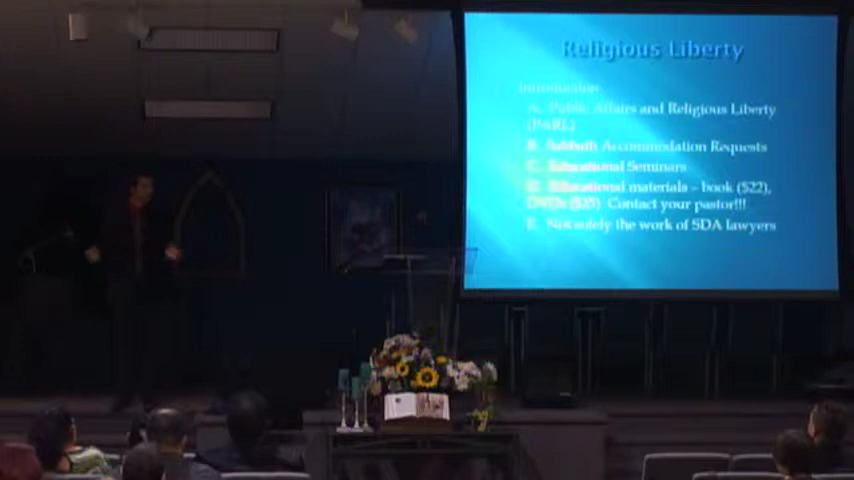 Religious Liberty
Introduction
A. Public Affairs and Religious Liberty
(PARL)
B. Sabbath Accommodation Requests
C. Educational Seminars
D. Educational materials – book ($22),
DVDs ($25) Contact your pastor!!!
E. Not solely the work of SDA lawyers